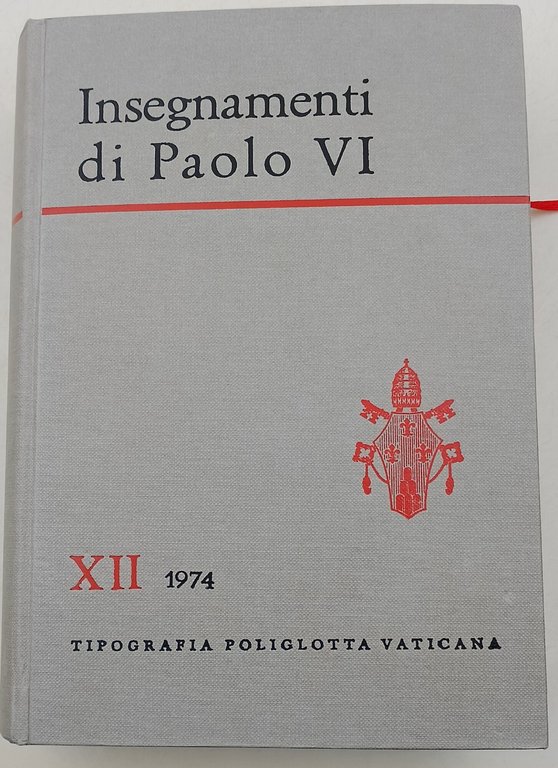 Insegnamenti
di Paolo VI
XII 1974
TIPOGRAFIA POLIGLOTTA VATICANA